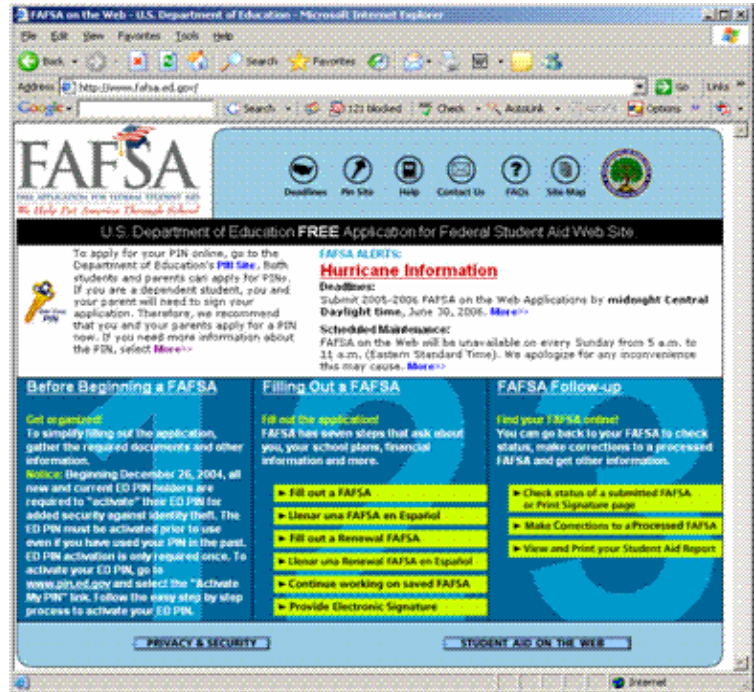 FAFSA on the Web - U.S. Department of Education - Microsoft Internet Explorer
File Edit View Favorites Tools Help
Back Search Favorites
Address http://www.fafsa.ed.gov/ Go Links
Google Search 121 blocked Check AutoLink Options
FAFSA
FREE APPLICATION FOR FEDERAL STUDENT AID
We Help Put America Through School
Deadlines Pin Site Help Contact Us FAQs Site Map
U.S. Department of Education FREE Application for Federal Student Aid Web Site.
To apply for your PIN online, go to the
Department of Education's PIN Site. Both
students and parents can apply for PINs.
If you are a dependent student, you and
your parent will need to sign your
application. Therefore, we recommend
that you and your parents apply for a PIN
now. If you need more information about
the PIN, select More>>
PIN
FAFSA ALERTS:
Hurricane Information
Deadlines:
Submit 2005-2006 FAFSA on the Web Applications by midnight Central
Daylight time, June 30, 2006. More>>
Scheduled Maintenance:
FAFSA on the Web will be unavailable on every Sunday from 5 a.m. to
11 a.m. (Eastern Standard Time). We apologize for any inconvenience
this may cause. More>>
Before Beginning a FAFSA
Get organized!
To simplify filling out the application,
gather the required documents and other
information.
Notice: Beginning December 26, 2004, all
new and current ED PIN holders are
required to "activate" their ED PIN for
added security against identity theft. The
ED PIN must be activated prior to use
even if you have used your PIN in the past.
ED PIN activation is only required once. To
activate your ED PIN, go to
www.pin.ed.gov and select the "Activate
My PIN" link. Follow the easy step by step
process to activate your ED PIN.
1
Filling Out a FAFSA
Fill out the application!
FAFSA has seven steps that ask about
you, your school plans, financial
information and more.
Fill out a FAFSA
Llenar una FAFSA en Español
Fill out a Renewal FAFSA
Llenar una Renewal FAFSA en Español
Continue working on saved FAFSA
Provide Electronic Signature
2
FAFSA Follow-up
Find your FAFSA online!
You can go back to your FAFSA to check
status, make corrections to a processed
FAFSA and get other information.
Check status of a submitted FAFSA
or Print Signature page
Make Corrections to a Processed FAFSA
View and Print your Student Aid Report
3
PRIVACY & SECURITY
STUDENT AID ON THE WEB
Internet